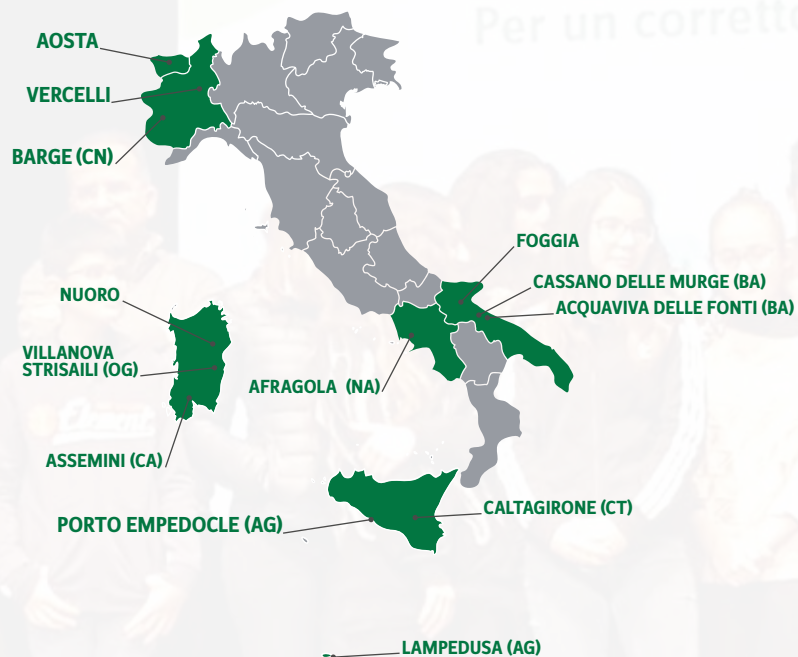 Per un corretto
AOSTA
VERCELLI
BARGE (CN)
FOGGIA
CASSANO DELLE MURGE (BA)
ACQUAVIVA DELLE FONTI (BA)
NUORO
VILLANOVA
STRISAILI (OG)
AFRAGOLA (NA)
ASSEMINI (CA)
PORTO EMPEDOCLE (AG)
CALTAGIRONE (CT)
LAMPEDUSA (AG)